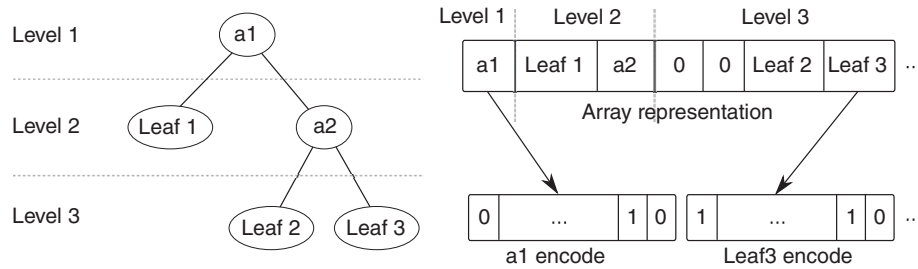 Level 1
a1
Level 2
Leaf 1
a2
Level 3
Leaf 2
Leaf 3
Level 1 Level 2 Level 3
a1 Leaf 1 a2 0 0 Leaf 2 Leaf 3 ..
Array representation
0 ... 1 0
1 ... 1 0 ..
a1 encode
Leaf3 encode